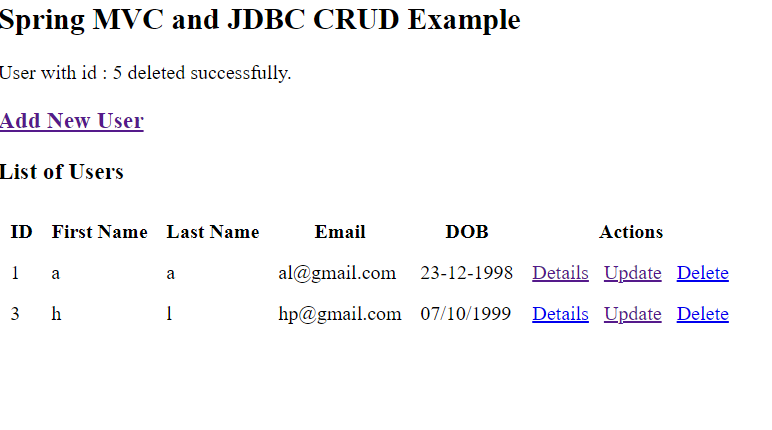 Spring MVC and JDBC CRUD Example
User with id : 5 deleted successfully.
Add New User
List of Users
ID First Name Last Name Email DOB Actions
1 a a al@gmail.com 23-12-1998 Details Update Delete
3 h l hp@gmail.com 07/10/1999 Details Update Delete